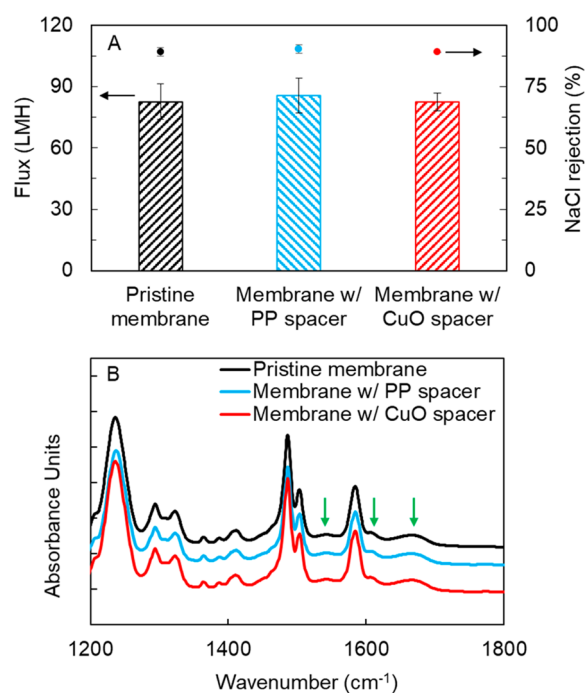 A
120
90
60
30
0
Flux (LMH)
100
75
50
25
0
NaCl rejection (%)
Pristine
membrane
Membrane w/
PP spacer
Membrane w/
CuO spacer
B
Pristine membrane
Membrane w/ PP spacer
Membrane w/ CuO spacer
Absorbance Units
1200
1400
1600
1800
Wavenumber (cm⁻¹)